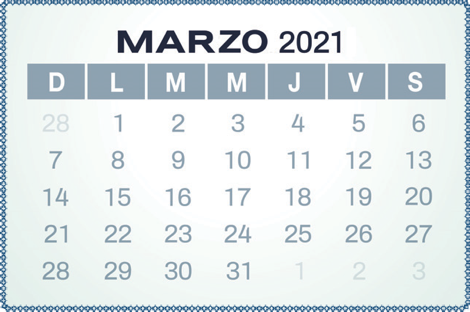 MARZO 2021
D L M M J V S
28 1 2 3 4 5 6
7 8 9 10 11 12 13
14 15 16 17 18 19 20
21 22 23 24 25 26 27
28 29 30 31 1 2 3